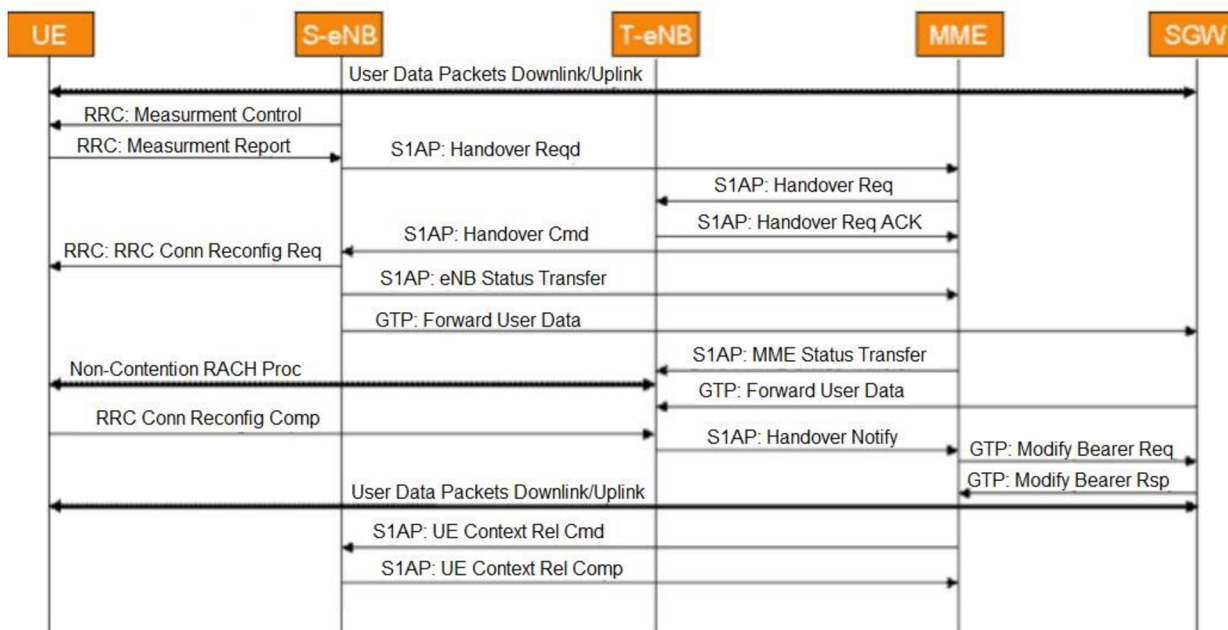 UE
S-eNB
T-eNB
MME
SGW
User Data Packets Downlink/Uplink
RRC: Measurment Control
RRC: Measurment Report
S1AP: Handover Reqd
S1AP: Handover Req
S1AP: Handover Req ACK
S1AP: Handover Cmd
RRC: RRC Conn Reconfig Req
S1AP: eNB Status Transfer
GTP: Forward User Data
S1AP: MME Status Transfer
Non-Contention RACH Proc
GTP: Forward User Data
RRC Conn Reconfig Comp
S1AP: Handover Notify
GTP: Modify Bearer Req
GTP: Modify Bearer Rsp
User Data Packets Downlink/Uplink
S1AP: UE Context Rel Cmd
S1AP: UE Context Rel Comp